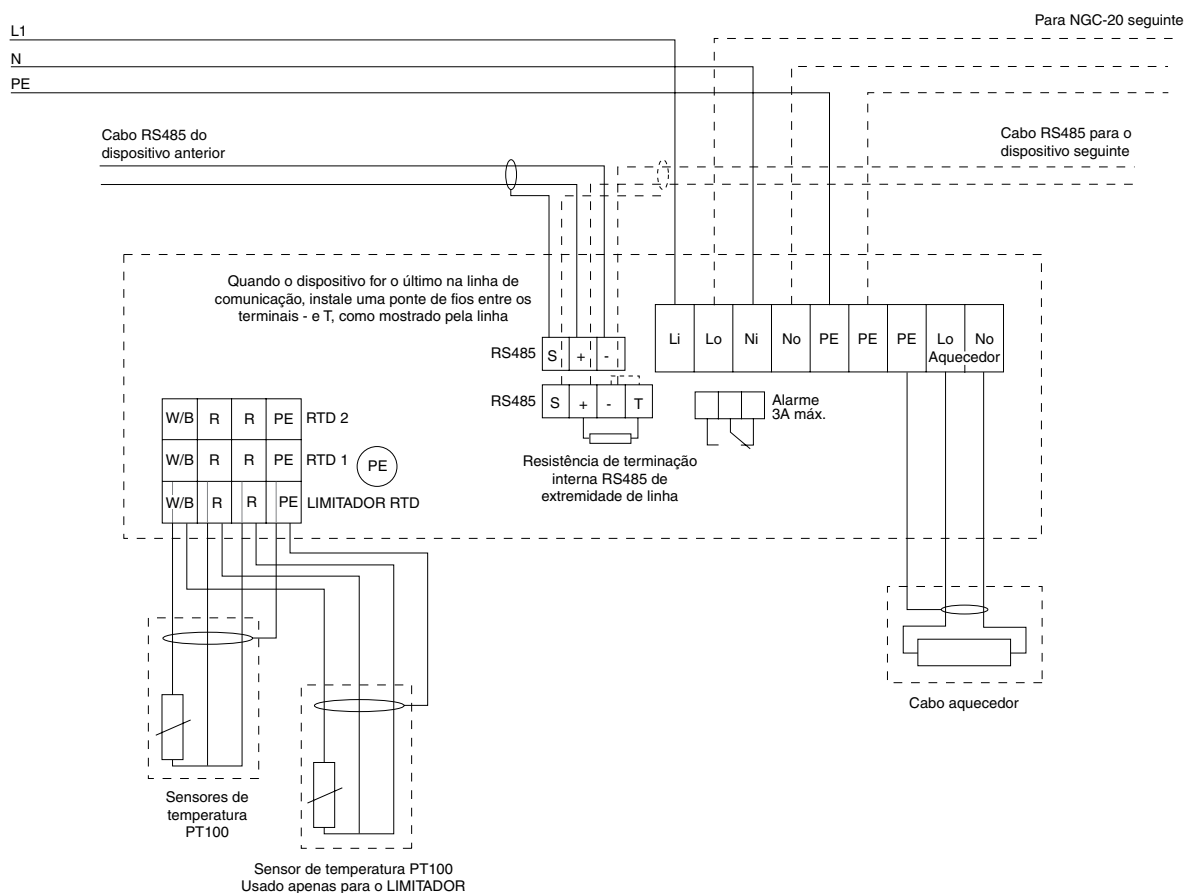 Para NGC-20 seguinte
L1
N
PE
Cabo RS485 do
dispositivo anterior
Cabo RS485 para o
dispositivo seguinte
Quando o dispositivo for o último na linha de
comunicação, instale uma ponte de fios entre os
terminais - e T, como mostrado pela linha
Li Lo Ni No PE PE PE Lo No
Aquecedor
RS485 S + -
RS485 S + - T
Alarme
3A máx.
W/B R R PE RTD 2
W/B R R PE RTD 1 PE
W/B R R PE LIMITADOR RTD
Resistência de terminação
interna RS485 de
extremidade de linha
Cabo aquecedor
Sensores de
temperatura
PT100
Sensor de temperatura PT100
Usado apenas para o LIMITADOR